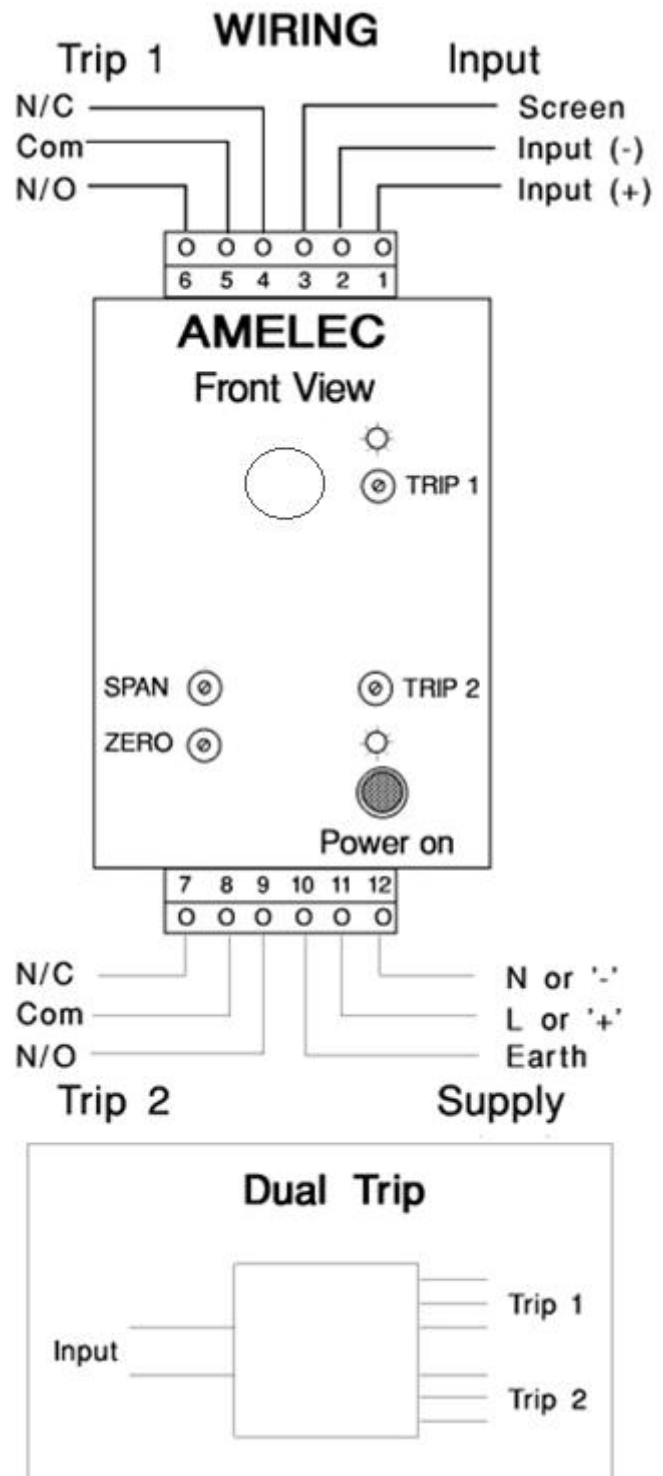 WIRING
Trip 1 Input
N/C Screen
Com Input (-)
N/O Input (+)
6 5 4 3 2 1
AMELEC
Front View
TRIP 1
SPAN TRIP 2
ZERO
Power on
7 8 9 10 11 12
N/C N or '-'
Com L or '+'
N/O Earth
Trip 2 Supply
Dual Trip
Trip 1
Input
Trip 2